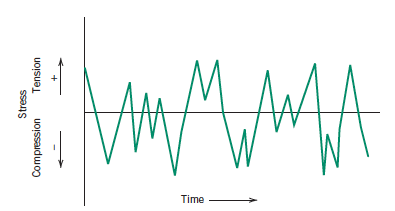 Stress
Compression Tension
− +
Time